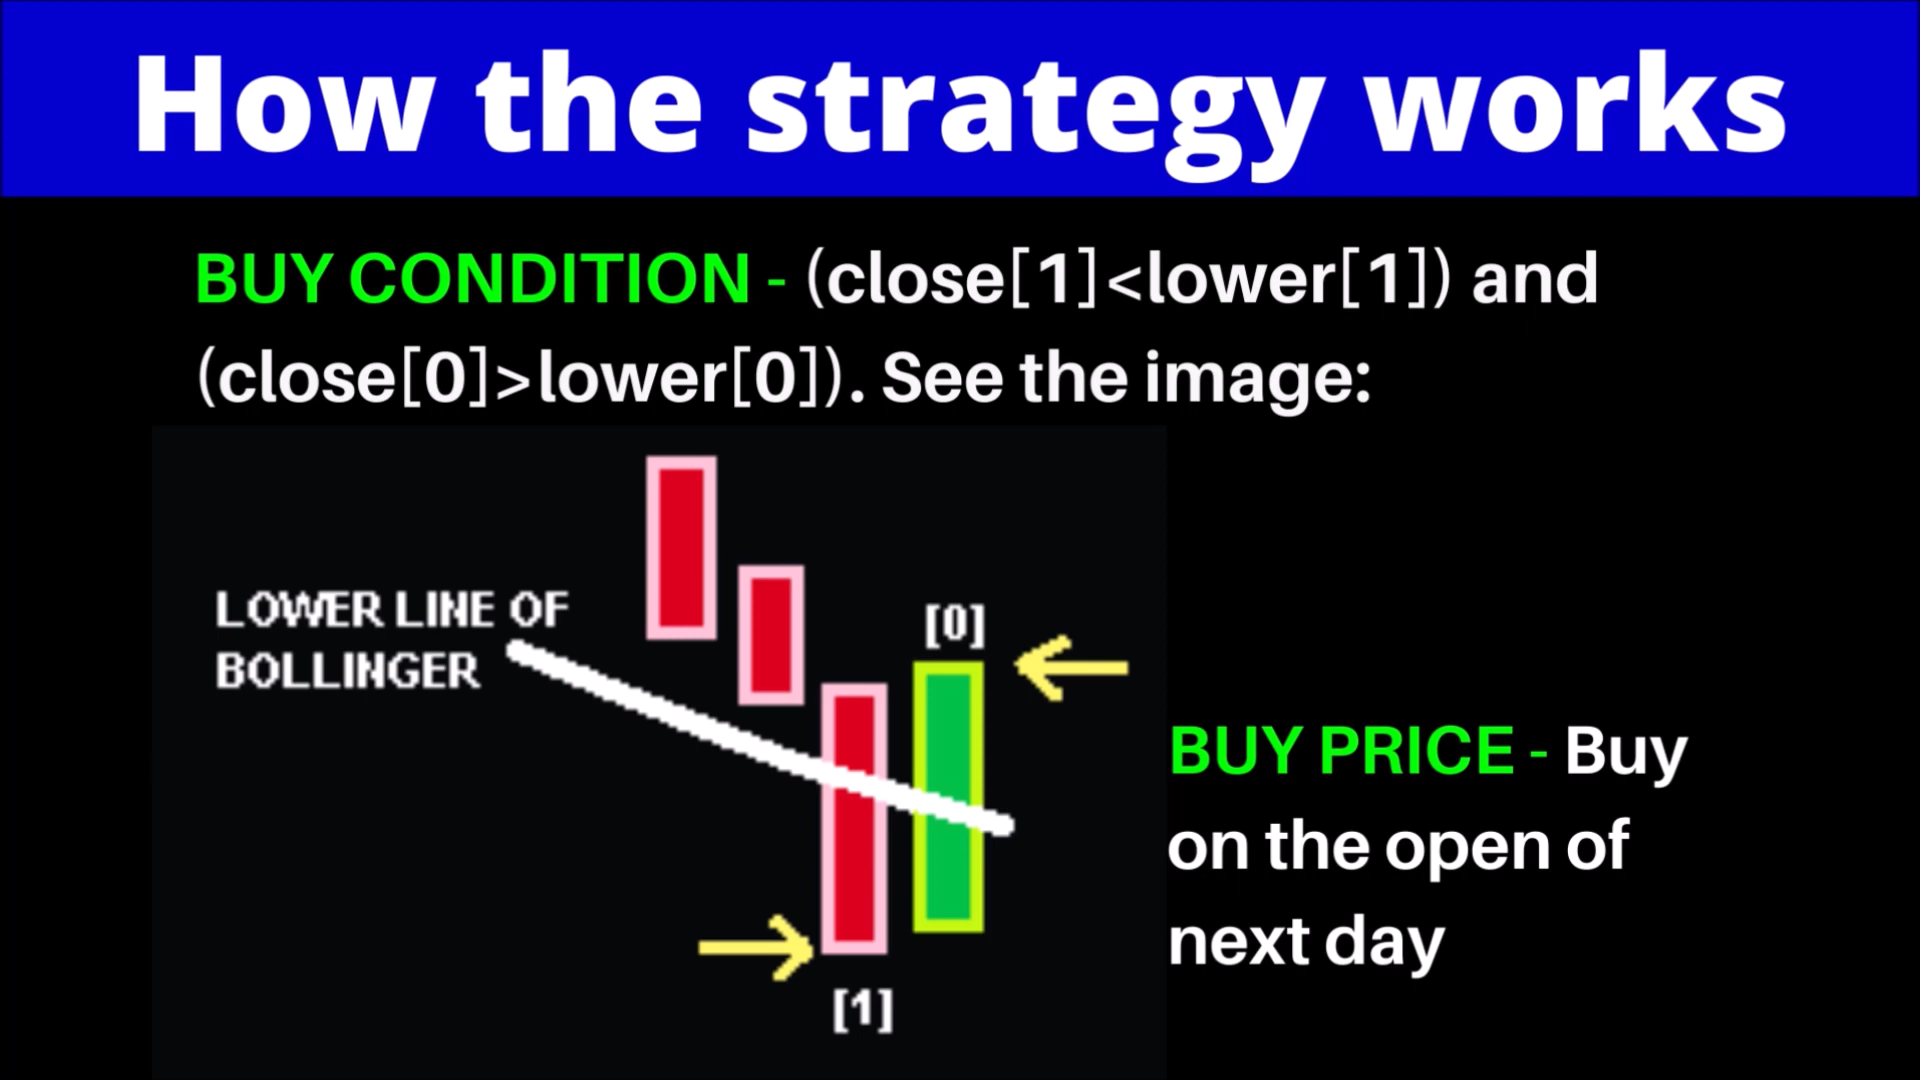 How the strategy works
BUY CONDITION - (close[1]<lower[1]) and
(close[0]>lower[0]). See the image:
LOWER LINE OF
BOLLINGER
[0]
[1]
BUY PRICE - Buy
on the open of
next day